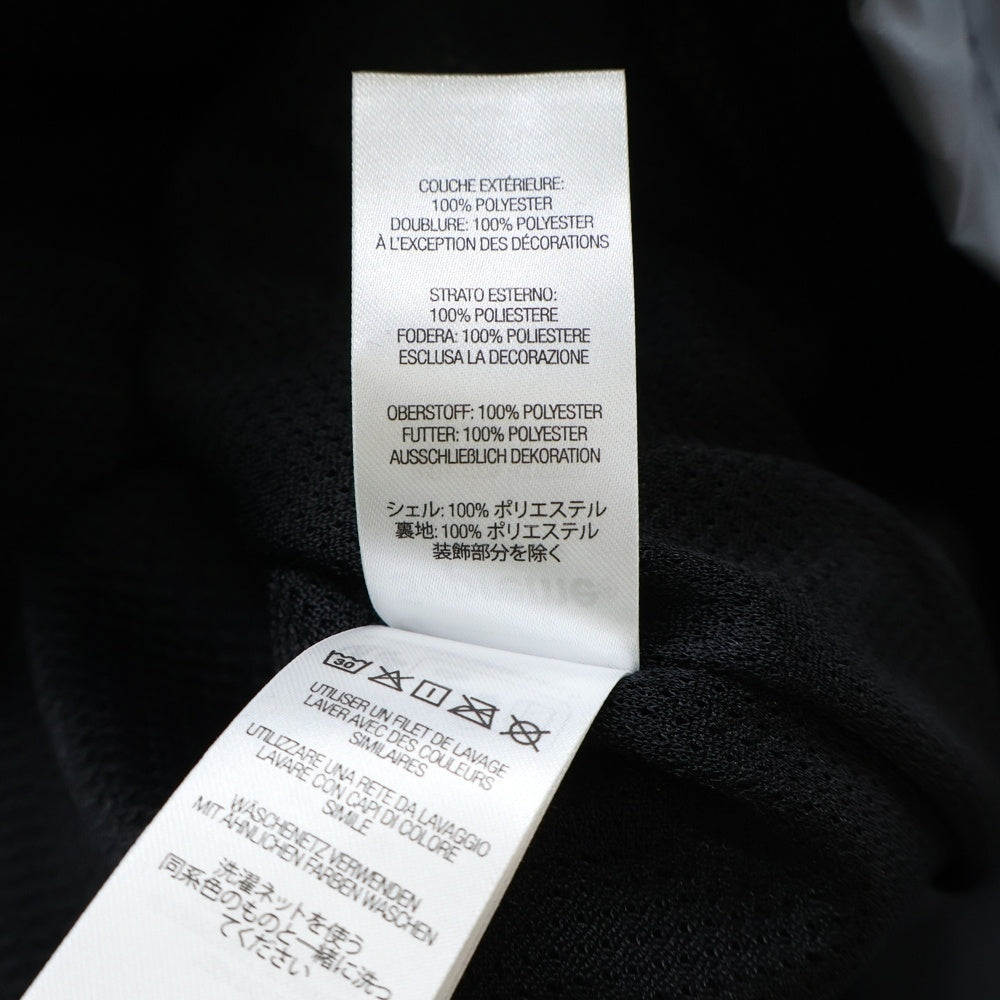 COUCHE EXTÉRIEURE:
100% POLYESTER
DOUBLURE: 100% POLYESTER
À L'EXCEPTION DES DÉCORATIONS
STRATO ESTERNO:
100% POLIESTERE
FODERA: 100% POLIESTERE
ESCLUSA LA DECORAZIONE
OBERSTOFF: 100% POLYESTER
FUTTER: 100% POLYESTER
AUSSCHLIEßLICH DEKORATION
シェル: 100% ポリエステル
裏地: 100% ポリエステル
装飾部分を除く
30
UTILISER UN FILET DE LAVAGE
LAVER AVEC DES COULEURS
SIMILAIRES
UTILIZZARE UNA RETE DA LAVAGGIO
LAVARE CON CAPI DI COLORE
SIMILE
WÄSCHENETZ VERWENDEN
MIT ÄHNLICHEN FARBEN WASCHEN
洗濯ネットを使う
同系色のものと一緒に洗っ
てください